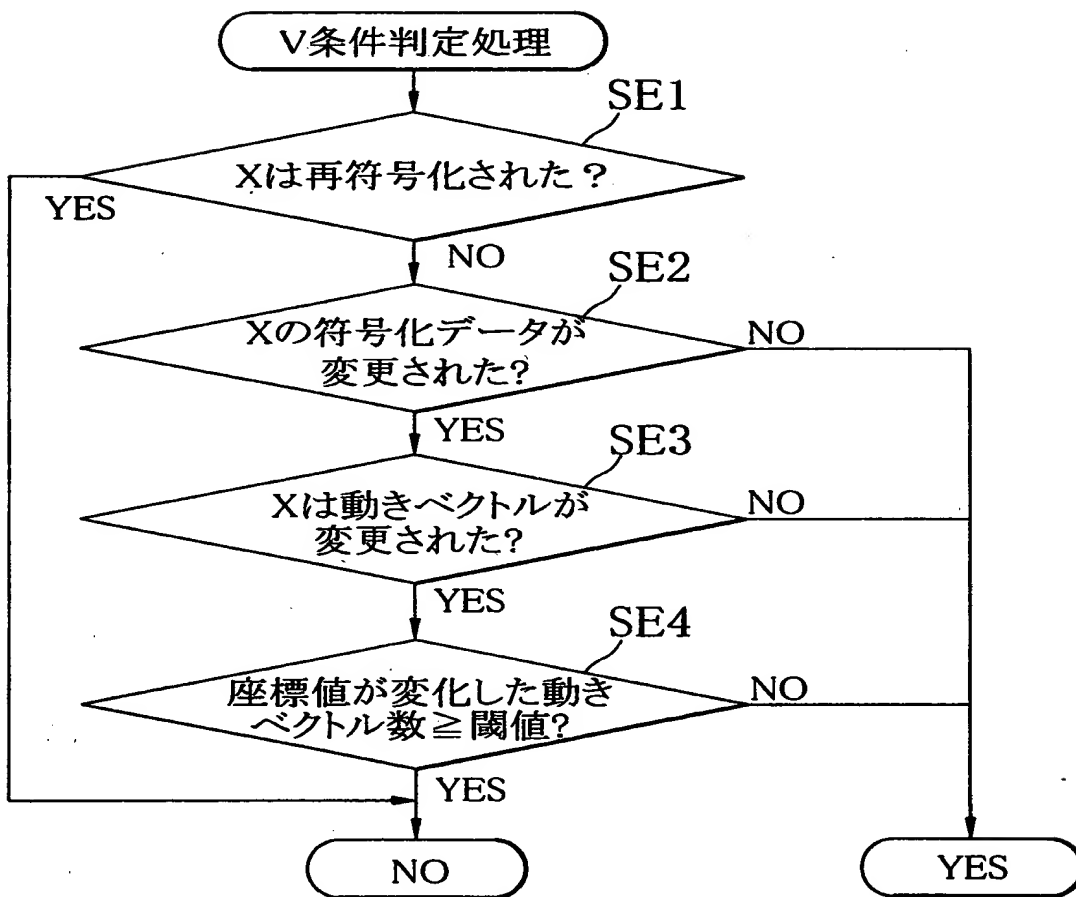 V条件判定処理
SE1
Xは再符号化された?
YES
NO
SE2
Xの符号化データが
変更された?
NO
YES
SE3
Xは動きベクトルが
変更された?
NO
YES
SE4
座標値が変化した動き
ベクトル数≧閾値?
NO
YES
NO
YES